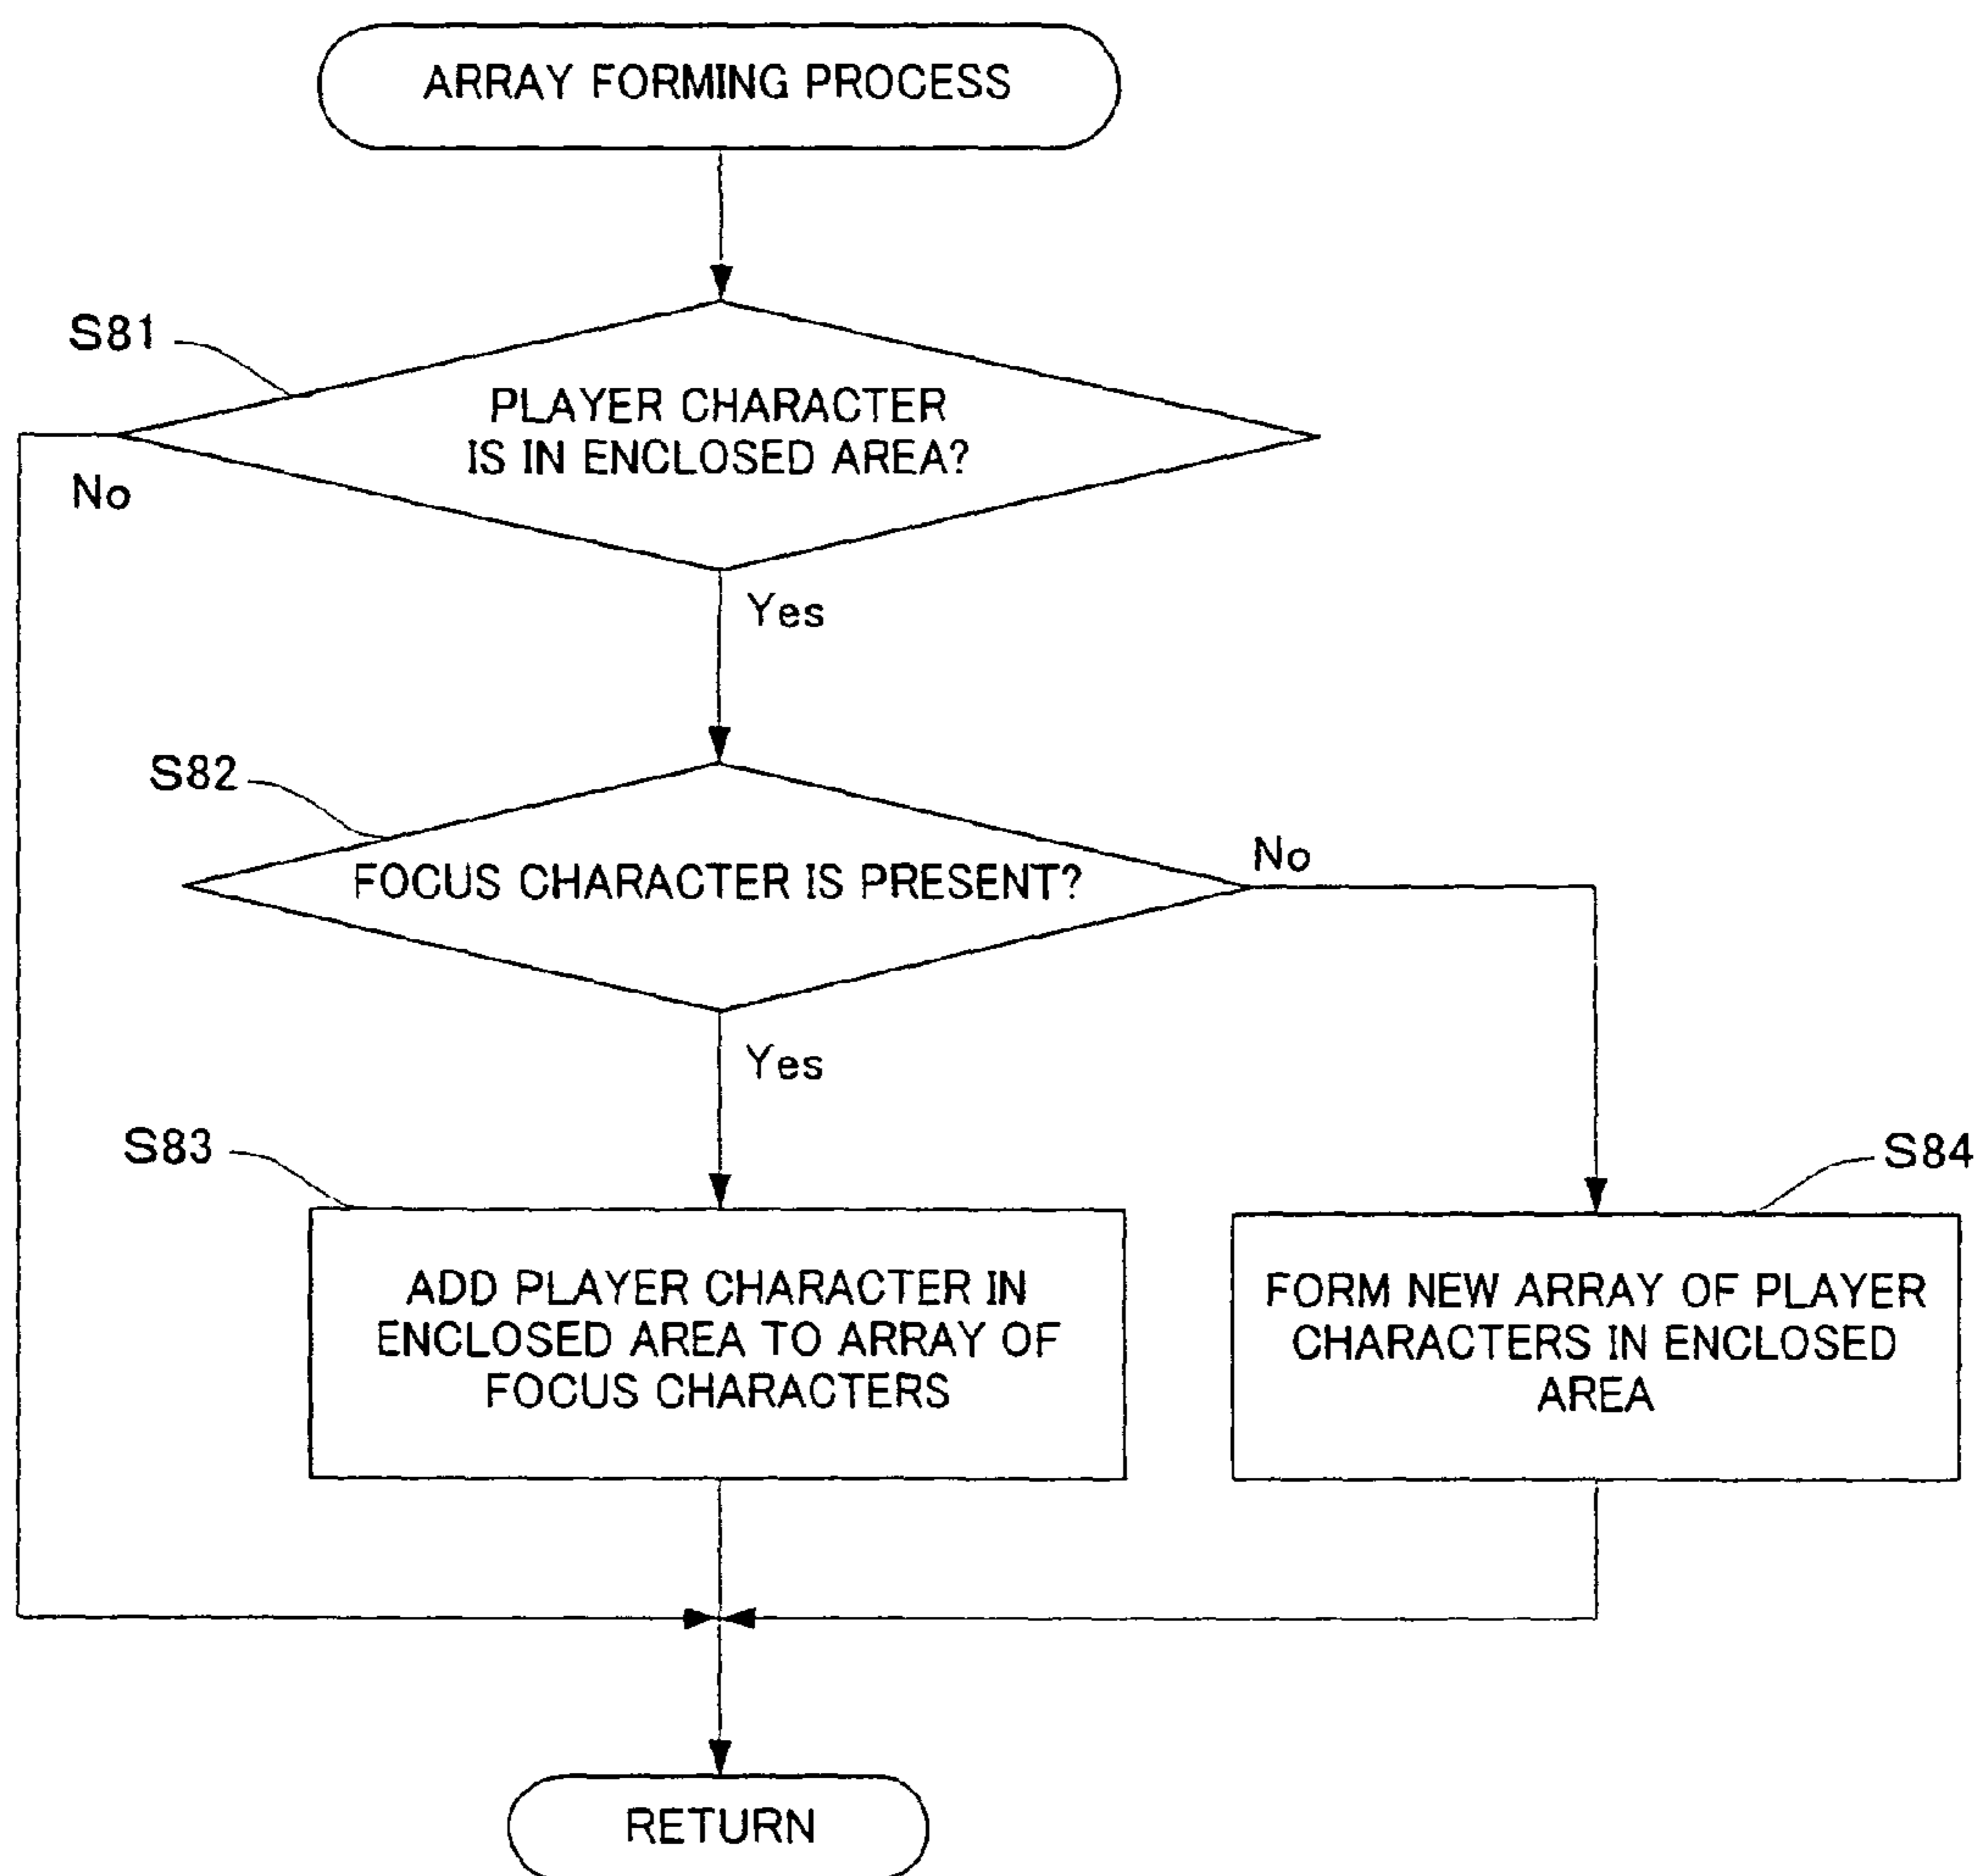 ARRAY FORMING PROCESS
S81
PLAYER CHARACTER
IS IN ENCLOSED AREA?
No
Yes
S82
FOCUS CHARACTER IS PRESENT?
No
Yes
S83
ADD PLAYER CHARACTER IN
ENCLOSED AREA TO ARRAY OF
FOCUS CHARACTERS
S84
FORM NEW ARRAY OF PLAYER
CHARACTERS IN ENCLOSED
AREA
RETURN